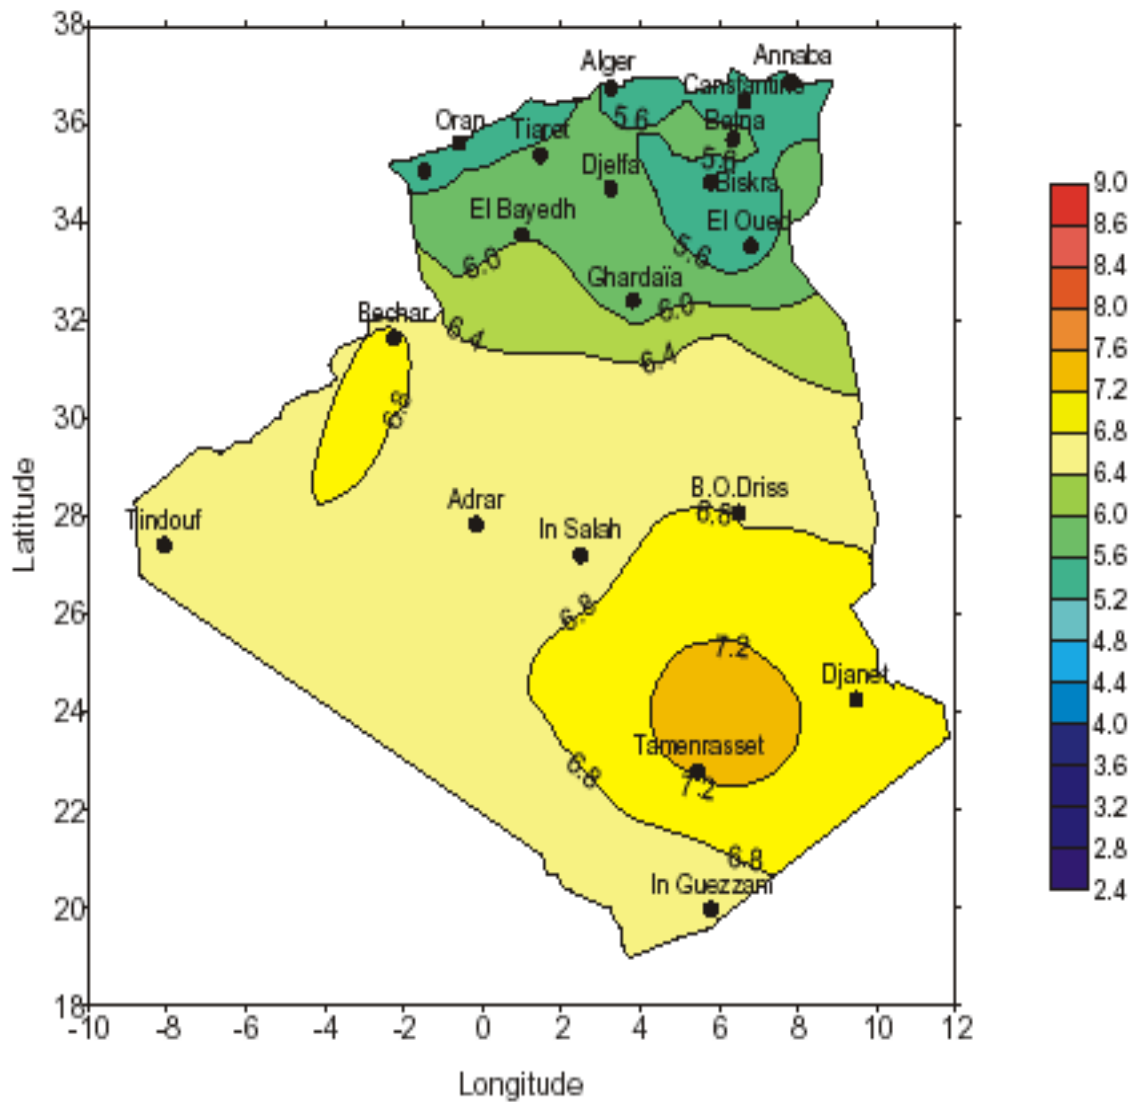 38
Annaba
Alger
Canstantine
36
Oran
5.6
Tiaret
Batna
Djelfa
5.6
Biskra
El Bayedh
34
El Oued
5.6
6.0
Ghardaïa
6.0
Bechar
32
6.4
6.4
6.8
30
B.O.Driss
Adrar
6.8
28
Tindouf
In Salah
26
6.8
7.2
Djanet
24
Tamenrasset
6.8
7.2
22
6.8
In Guezzam
20
18
-10 -8 -6 -4 -2 0 2 4 6 8 10 12
Longitude
Latitude
9.0
8.6
8.4
8.0
7.6
7.2
6.8
6.4
6.0
5.6
5.2
4.8
4.4
4.0
3.6
3.2
2.8
2.4